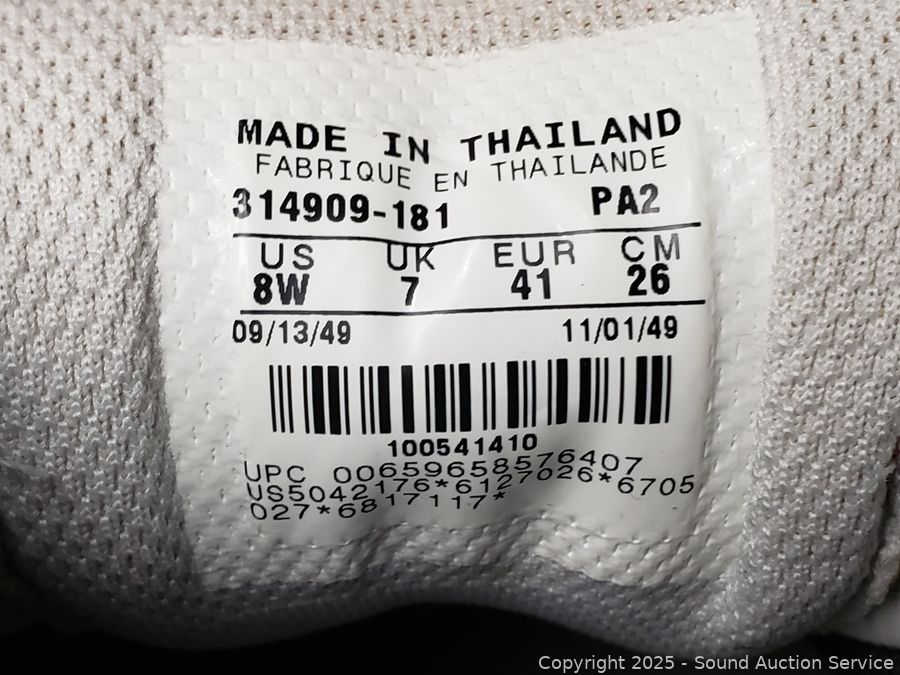 MADE IN THAILAND
FABRIQUE EN THAILANDE
314909-181 PA2
US UK EUR CM
8W 7 41 26
09/13/49 11/01/49
100541410
UPC 00659658576407
US5042176*6127026*6705
027*6817117*
Copyright 2025 - Sound Auction Service